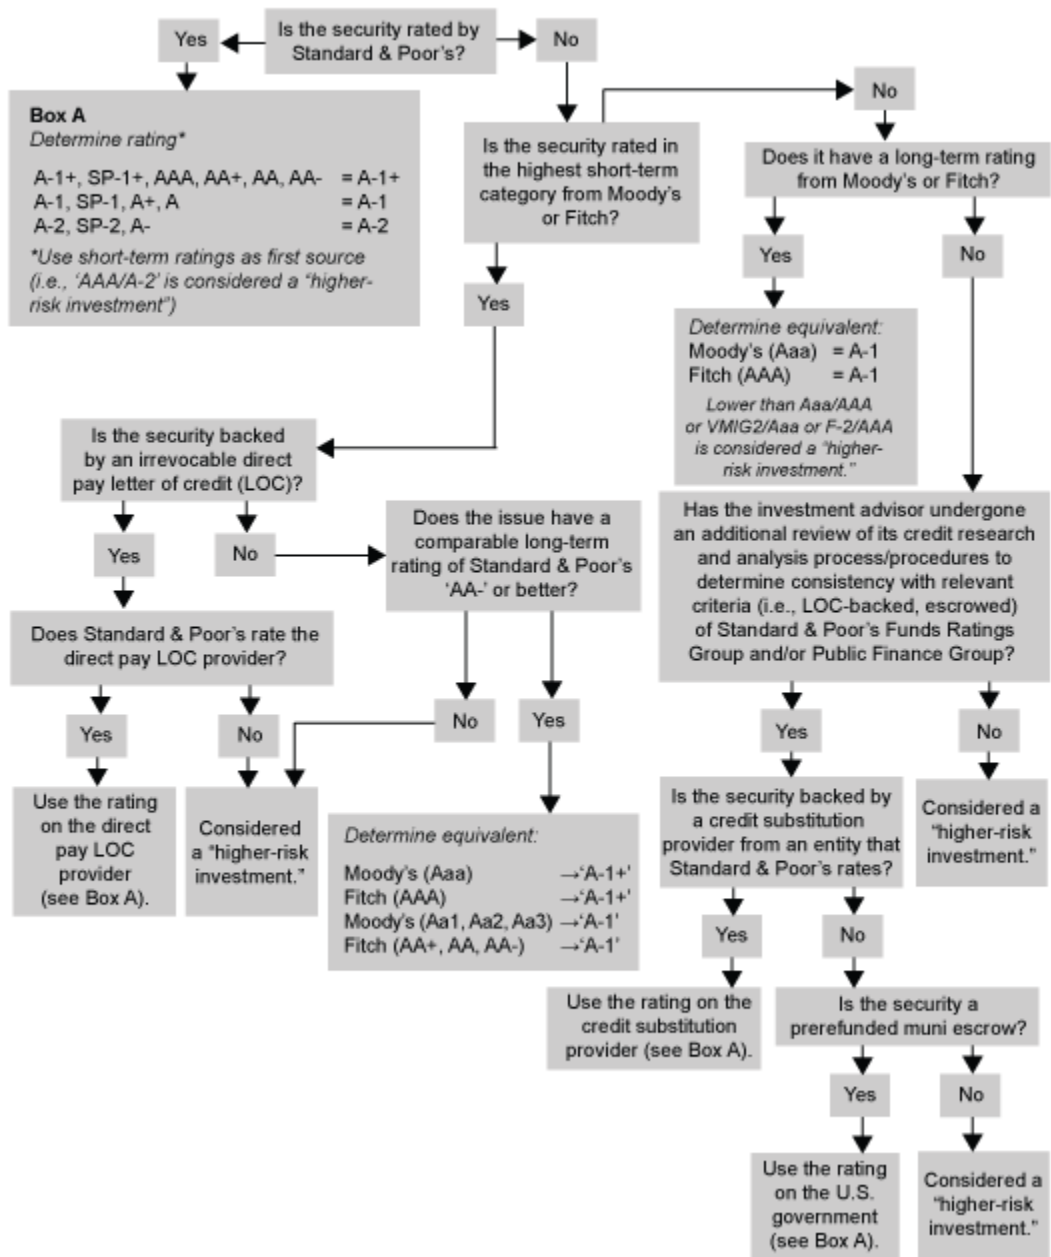 Is the security rated by
Standard & Poor's?
Yes
No
Box A
Determine rating*
A-1+, SP-1+, AAA, AA+, AA, AA- = A-1+
A-1, SP-1, A+, A = A-1
A-2, SP-2, A- = A-2
*Use short-term ratings as first source
(i.e., 'AAA/A-2' is considered a "higher-
risk investment")
Is the security rated in
the highest short-term
category from Moody's
or Fitch?
No
Does it have a long-term rating
from Moody's or Fitch?
Yes
No
Yes
Determine equivalent:
Moody's (Aaa) = A-1
Fitch (AAA) = A-1
Lower than Aaa/AAA
or VMIG2/Aaa or F-2/AAA
is considered a "higher-
risk investment."
Is the security backed
by an irrevocable direct
pay letter of credit (LOC)?
Yes
No
Does the issue have a
comparable long-term
rating of Standard & Poor's
'AA-' or better?
Has the investment advisor undergone
an additional review of its credit research
and analysis process/procedures to
determine consistency with relevant
criteria (i.e., LOC-backed, escrowed)
of Standard & Poor's Funds Ratings
Group and/or Public Finance Group?
Does Standard & Poor's rate the
direct pay LOC provider?
Yes
No
No
Yes
Yes
No
Use the rating
on the direct
pay LOC
provider
(see Box A).
Considered
a "higher-risk
investment."
Determine equivalent:
Moody's (Aaa) →'A-1+'
Fitch (AAA) →'A-1+'
Moody's (Aa1, Aa2, Aa3) →'A-1'
Fitch (AA+, AA, AA-) →'A-1'
Is the security backed by
a credit substitution
provider from an entity that
Standard & Poor's rates?
Considered a
"higher-risk
investment."
Yes
No
Use the rating on the
credit substitution
provider (see Box A).
Is the security a
prerefunded muni escrow?
Yes
No
Use the rating
on the U.S.
government
(see Box A).
Considered a
"higher-risk
investment."